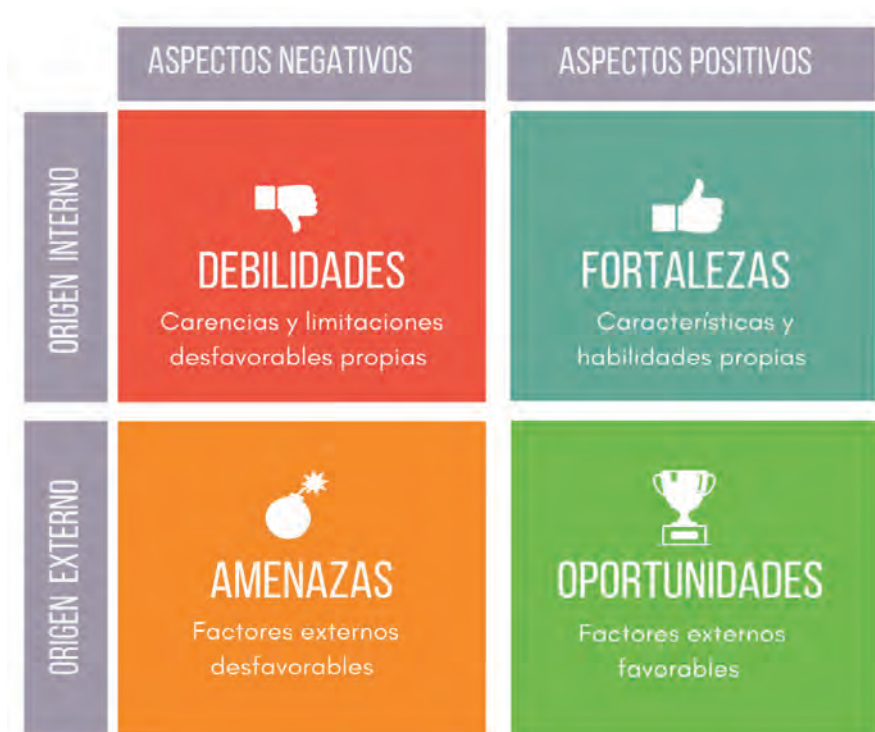 ASPECTOS NEGATIVOS
ASPECTOS POSITIVOS
ORIGEN INTERNO
DEBILIDADES
Carencias y limitaciones
desfavorables propias
FORTALEZAS
Características y
habilidades propias
ORIGEN EXTERNO
AMENAZAS
Factores externos
desfavorables
OPORTUNIDADES
Factores externos
favorables